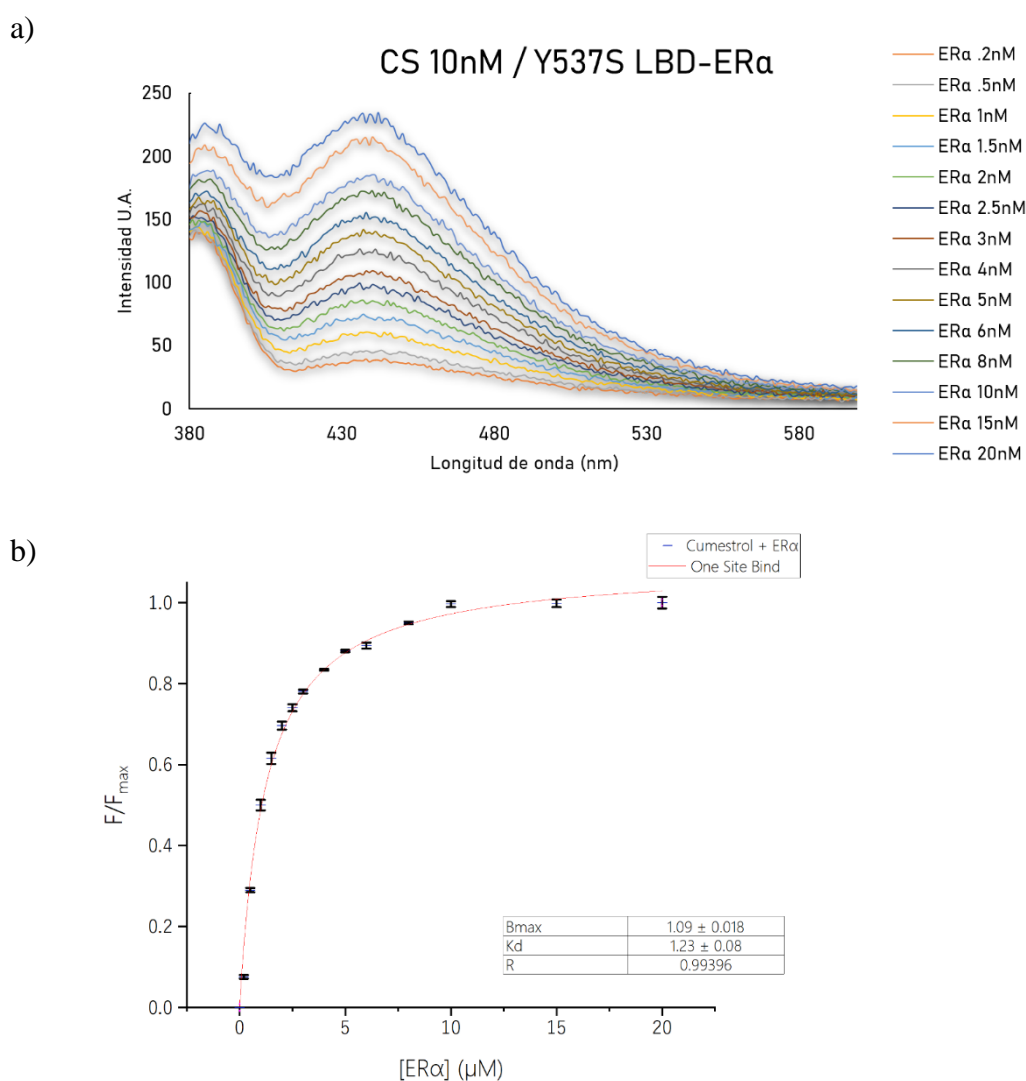 a)
CS 10nM / Y537S LBD-ERα
250
200
150
100
50
0
Intensidad U.A.
380
430
480
530
580
Longitud de onda (nm)
ERα .2nM
ERα .5nM
ERα 1nM
ERα 1.5nM
ERα 2nM
ERα 2.5nM
ERα 3nM
ERα 4nM
ERα 5nM
ERα 6nM
ERα 8nM
ERα 10nM
ERα 15nM
ERα 20nM
b)
Cumestrol + ERα
One Site Bind
1.0
0.8
0.6
0.4
0.2
0.0
F/Fmax
Bmax 1.09 ± 0.018
Kd 1.23 ± 0.08
R 0.99396
0
5
10
15
20
[ERα] (µM)